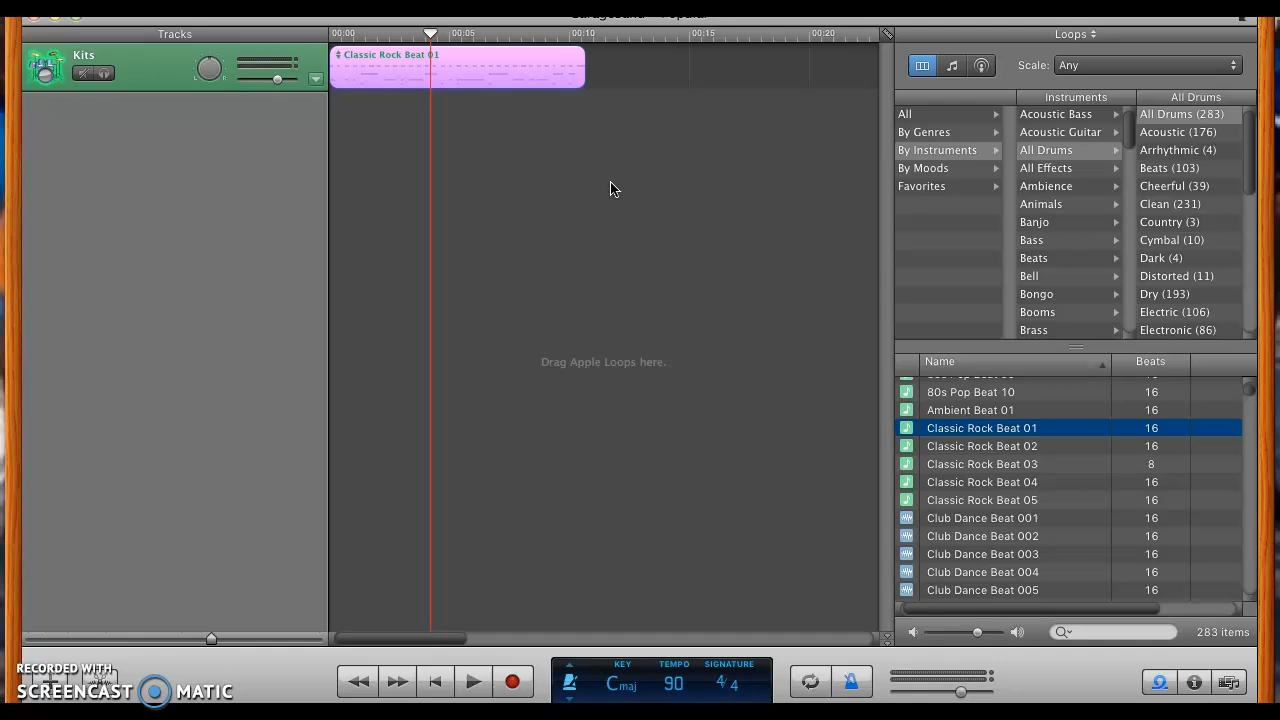 Tracks
00:00 00:05 00:10 00:15 00:20
Loops
Kits
L R
Classic Rock Beat 01
Scale: Any
Instruments All Drums
All Acoustic Bass All Drums (283)
By Genres Acoustic Guitar Acoustic (176)
By Instruments All Drums Arrhythmic (4)
By Moods All Effects Beats (103)
Favorites Ambience Cheerful (39)
Animals Clean (231)
Banjo Country (3)
Bass Cymbal (10)
Beats Dark (4)
Bell Distorted (11)
Bongo Dry (193)
Booms Electric (106)
Brass Electronic (86)
Drag Apple Loops here.
Name Beats
80s Pop Beat 10 16
Ambient Beat 01 16
Classic Rock Beat 01 16
Classic Rock Beat 02 16
Classic Rock Beat 03 8
Classic Rock Beat 04 16
Classic Rock Beat 05 16
Club Dance Beat 001 16
Club Dance Beat 002 16
Club Dance Beat 003 16
Club Dance Beat 004 16
Club Dance Beat 005 16
283 items
KEY TEMPO SIGNATURE
Cmaj 90 4/4
RECORDED WITH
SCREENCAST MATIC